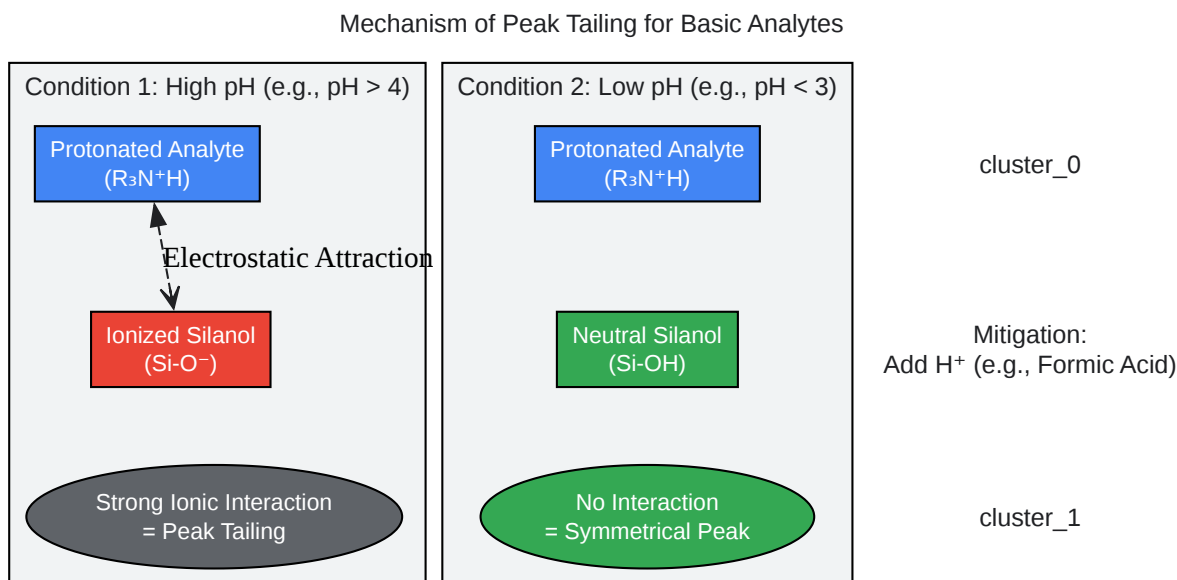 Mechanism of Peak Tailing for Basic Analytes
Condition 1: High pH (e.g., pH > 4)
Protonated Analyte
(R₃N⁺H)
Electrostatic Attraction
Ionized Silanol
(Si-O⁻)
Strong Ionic Interaction
= Peak Tailing
Condition 2: Low pH (e.g., pH < 3)
Protonated Analyte
(R₃N⁺H)
Neutral Silanol
(Si-OH)
No Interaction
= Symmetrical Peak
cluster_0
Mitigation:
Add H⁺ (e.g., Formic Acid)
cluster_1